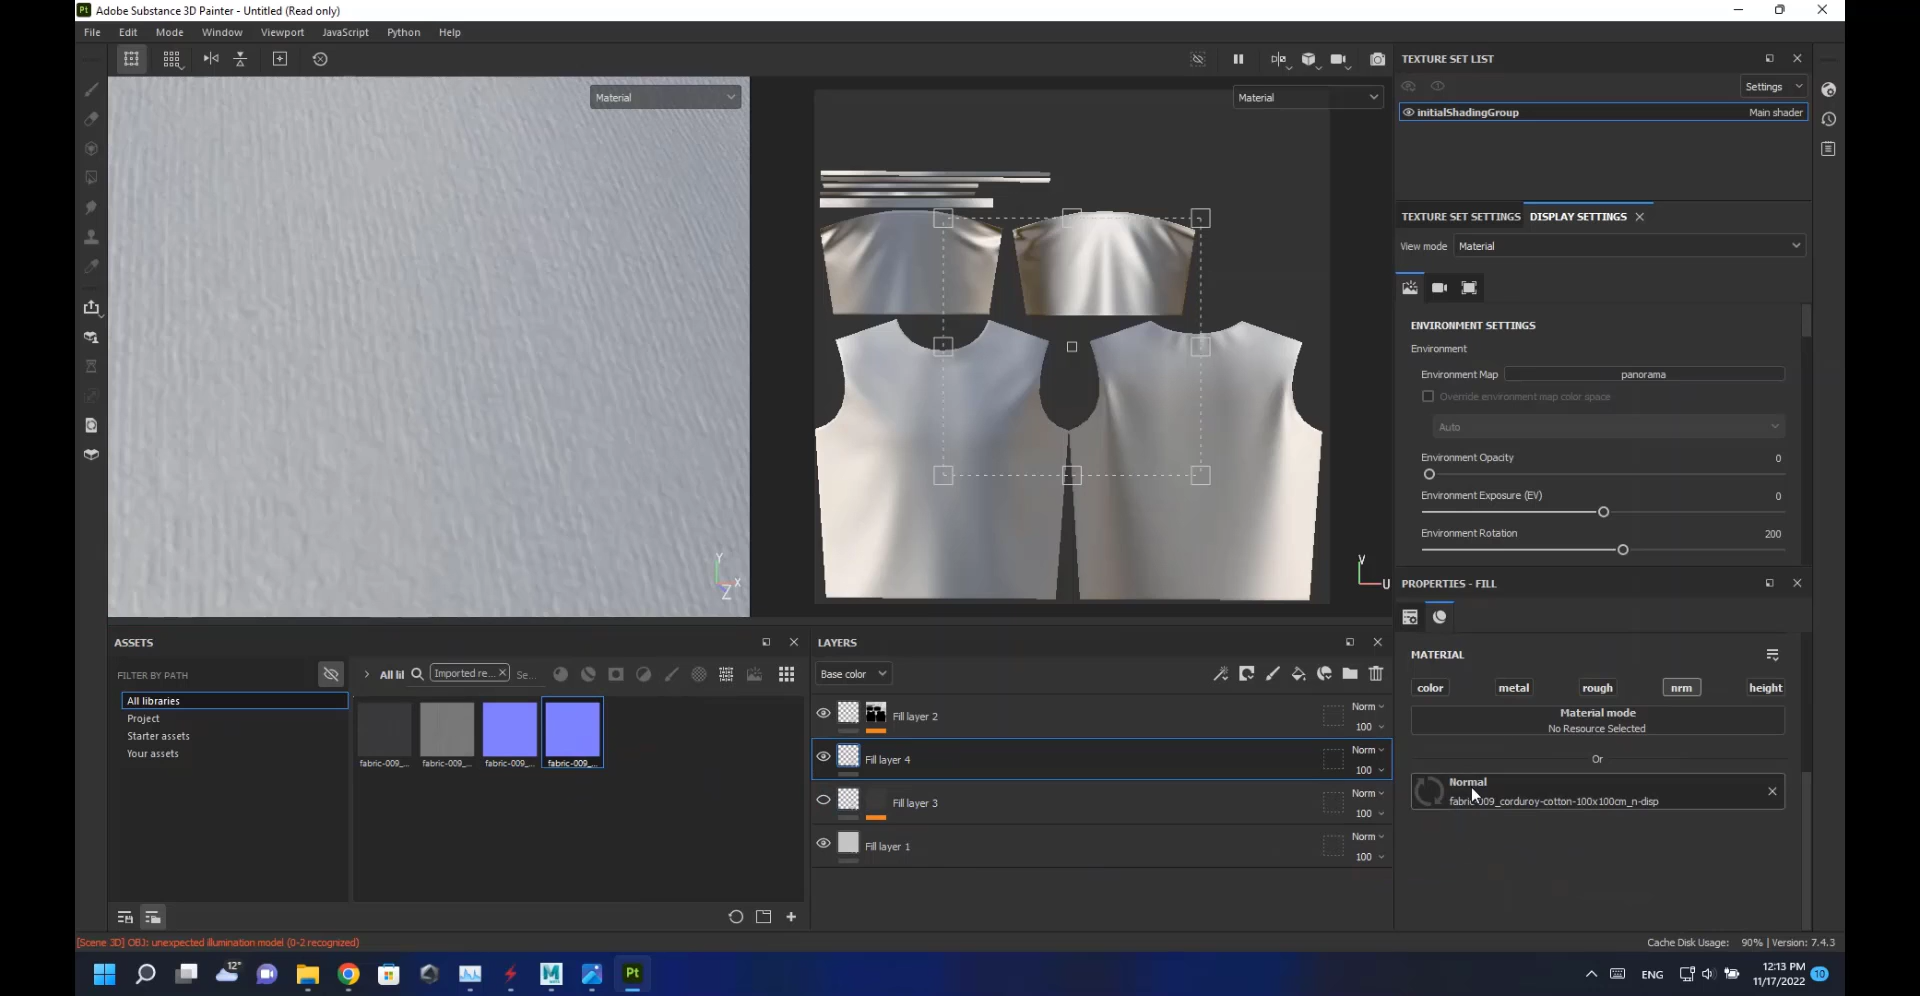 Pt Adobe Substance 3D Painter - Untitled (Read only)
File Edit Mode Window Viewport JavaScript Python Help
Material
Material
Y
X
Z
V
U
TEXTURE SET LIST
Settings
initialShadingGroup Main shader
TEXTURE SET SETTINGS DISPLAY SETTINGS
View mode Material
ENVIRONMENT SETTINGS
Environment
Environment Map panorama
Override environment map color space
Auto
Environment Opacity 0
Environment Exposure (EV) 0
Environment Rotation 200
ASSETS
FILTER BY PATH
All lil Imported re... Se...
All libraries
Project
Starter assets
Your assets
fabric-009_... fabric-009_... fabric-009_... fabric-009_...
LAYERS
Base color
Fill layer 2 Norm 100
Fill layer 4 Norm 100
Fill layer 3 Norm 100
Fill layer 1 Norm 100
PROPERTIES - FILL
MATERIAL
color metal rough nrm height
Material mode
No Resource Selected
Or
Normal
fabric-009_corduroy-cotton-100x100cm_n-disp
[Scene 3D] OBJ: unexpected illumination model (0-2 recognized)
Cache Disk Usage: 90% | Version: 7.4.3
12°
M
Pt
ENG
12:13 PM
11/17/2022
10